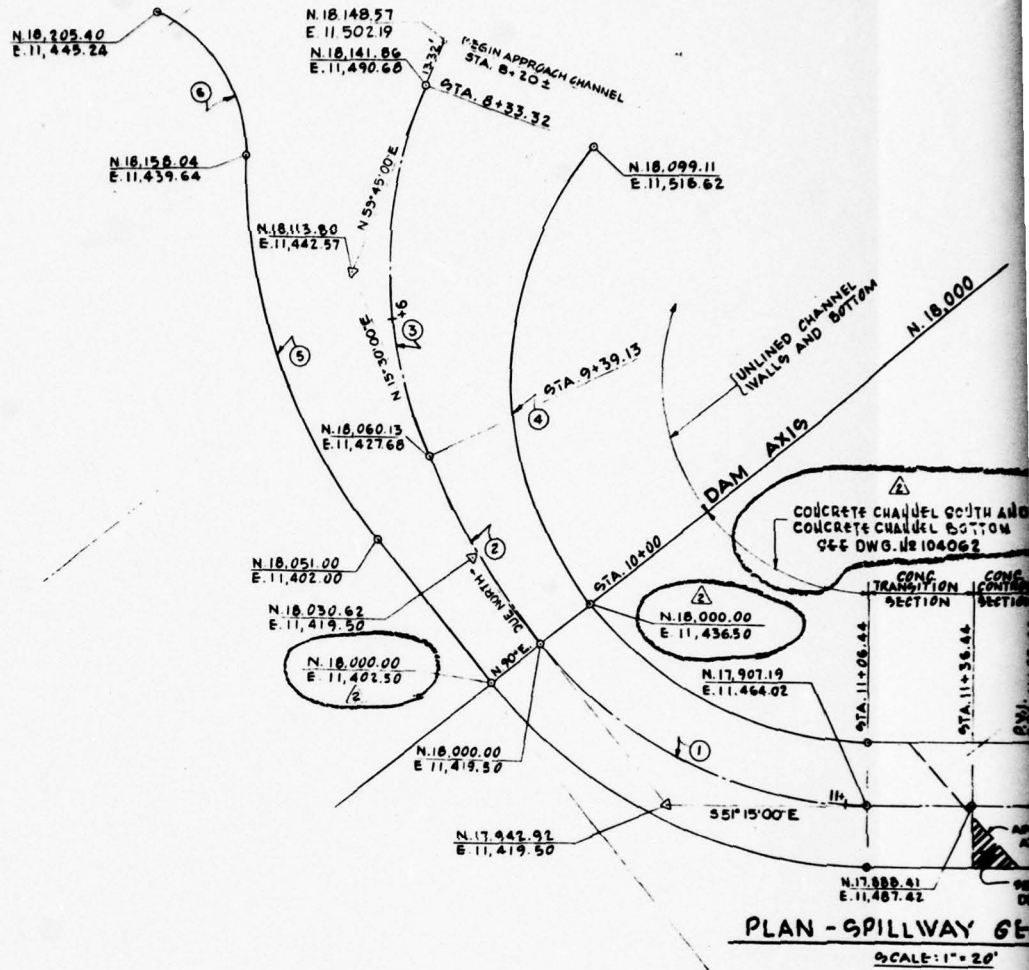 N.18,205.40
E.11,445.24
N.18,148.57
E.11,502.19
N.18,141.86
E.11,490.68
13.32'
BEGIN APPROACH CHANNEL
STA. 8+20±
STA. 8+33.32
6
N.18,158.04
E.11,439.64
N.18,099.11
E.11,518.62
N 59°45'00"E
N.18,113.80
E.11,442.57
N 15°30'00"E
+6
3
5
STA. 9+39.13
4
UNLINED CHANNEL
WALLS AND BOTTOM
N. 18,000
DAM AXIS
N.18,060.13
E.11,427.68
2
CONCRETE CHANNEL SOUTH AND
CONCRETE CHANNEL BOTTOM
SEE DWG. Nº 104062
N.18,051.00
E.11,402.00
2
DUE NORTH
N.18,030.62
E.11,419.50
STA. 10+00
2
N.18,000.00
E.11,436.50
CONC.
TRANSITION
SECTION
CONC.
SECTION
N.18,000.00
E.11,402.50
2
N 90°E.
N.17,907.19
E.11,464.02
STA. 11+06.44
STA. 11+36.44
1
N.18,000.00
E.11,419.50
11+
S51°15'00"E
N.17,942.92
E.11,419.50
N.17,888.41
E.11,487.42
PLAN - SPILLWAY GE
SCALE: 1" = 20'